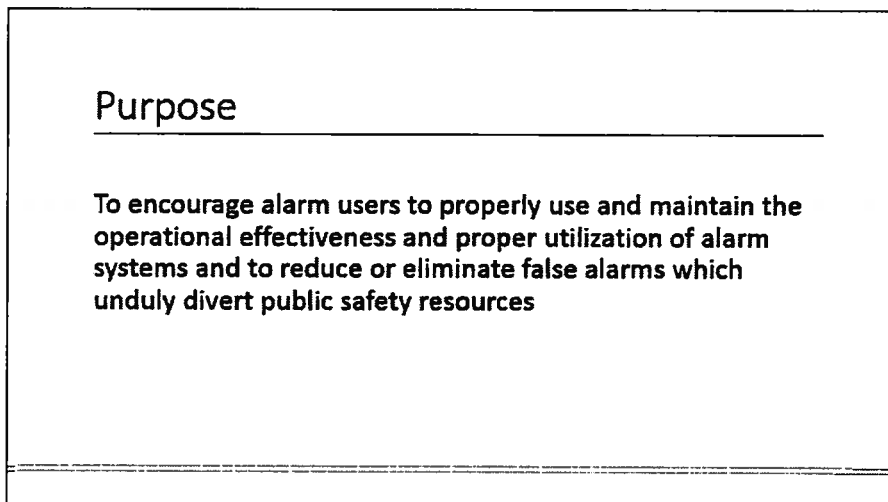 Purpose
To encourage alarm users to properly use and maintain the
operational effectiveness and proper utilization of alarm
systems and to reduce or eliminate false alarms which
unduly divert public safety resources